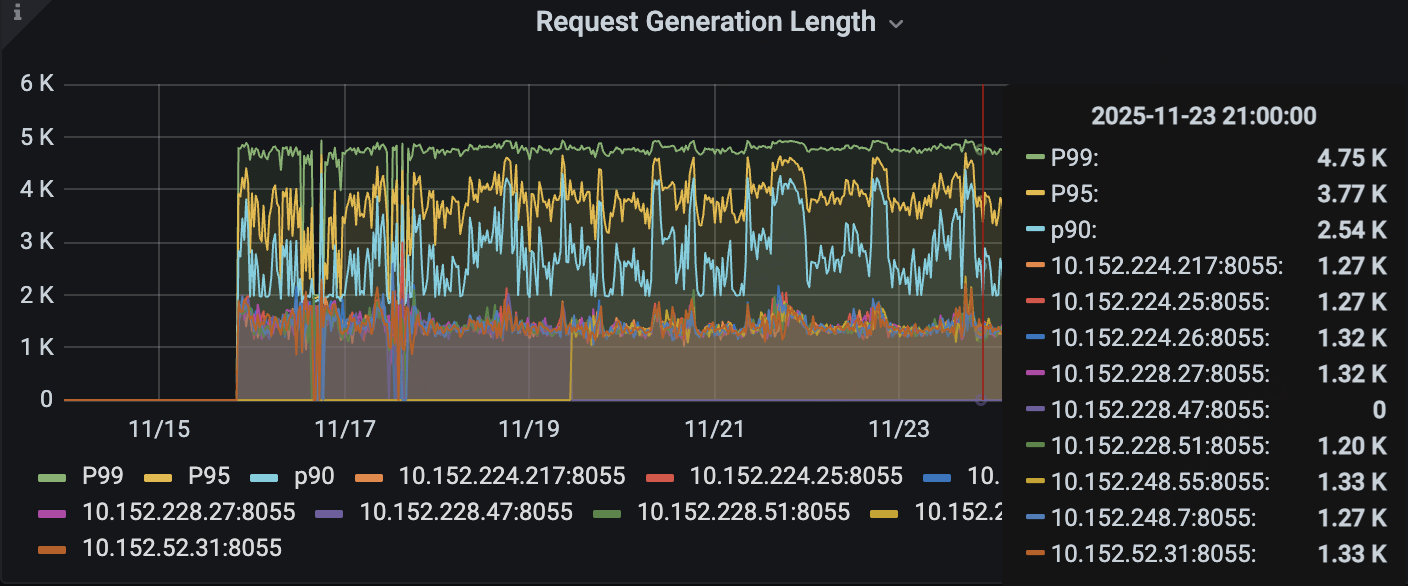 i
Request Generation Length
6 K
5 K
4 K
3 K
2 K
1 K
0
11/15 11/17 11/19 11/21 11/23
P99 P95 p90 10.152.224.217:8055 10.152.224.25:8055 10.
10.152.228.27:8055 10.152.228.47:8055 10.152.228.51:8055 10.152.2
10.152.52.31:8055
2025-11-23 21:00:00
P99: 4.75 K
P95: 3.77 K
p90: 2.54 K
10.152.224.217:8055: 1.27 K
10.152.224.25:8055: 1.27 K
10.152.224.26:8055: 1.32 K
10.152.228.27:8055: 1.32 K
10.152.228.47:8055: 0
10.152.228.51:8055: 1.20 K
10.152.248.55:8055: 1.33 K
10.152.248.7:8055: 1.27 K
10.152.52.31:8055: 1.33 K